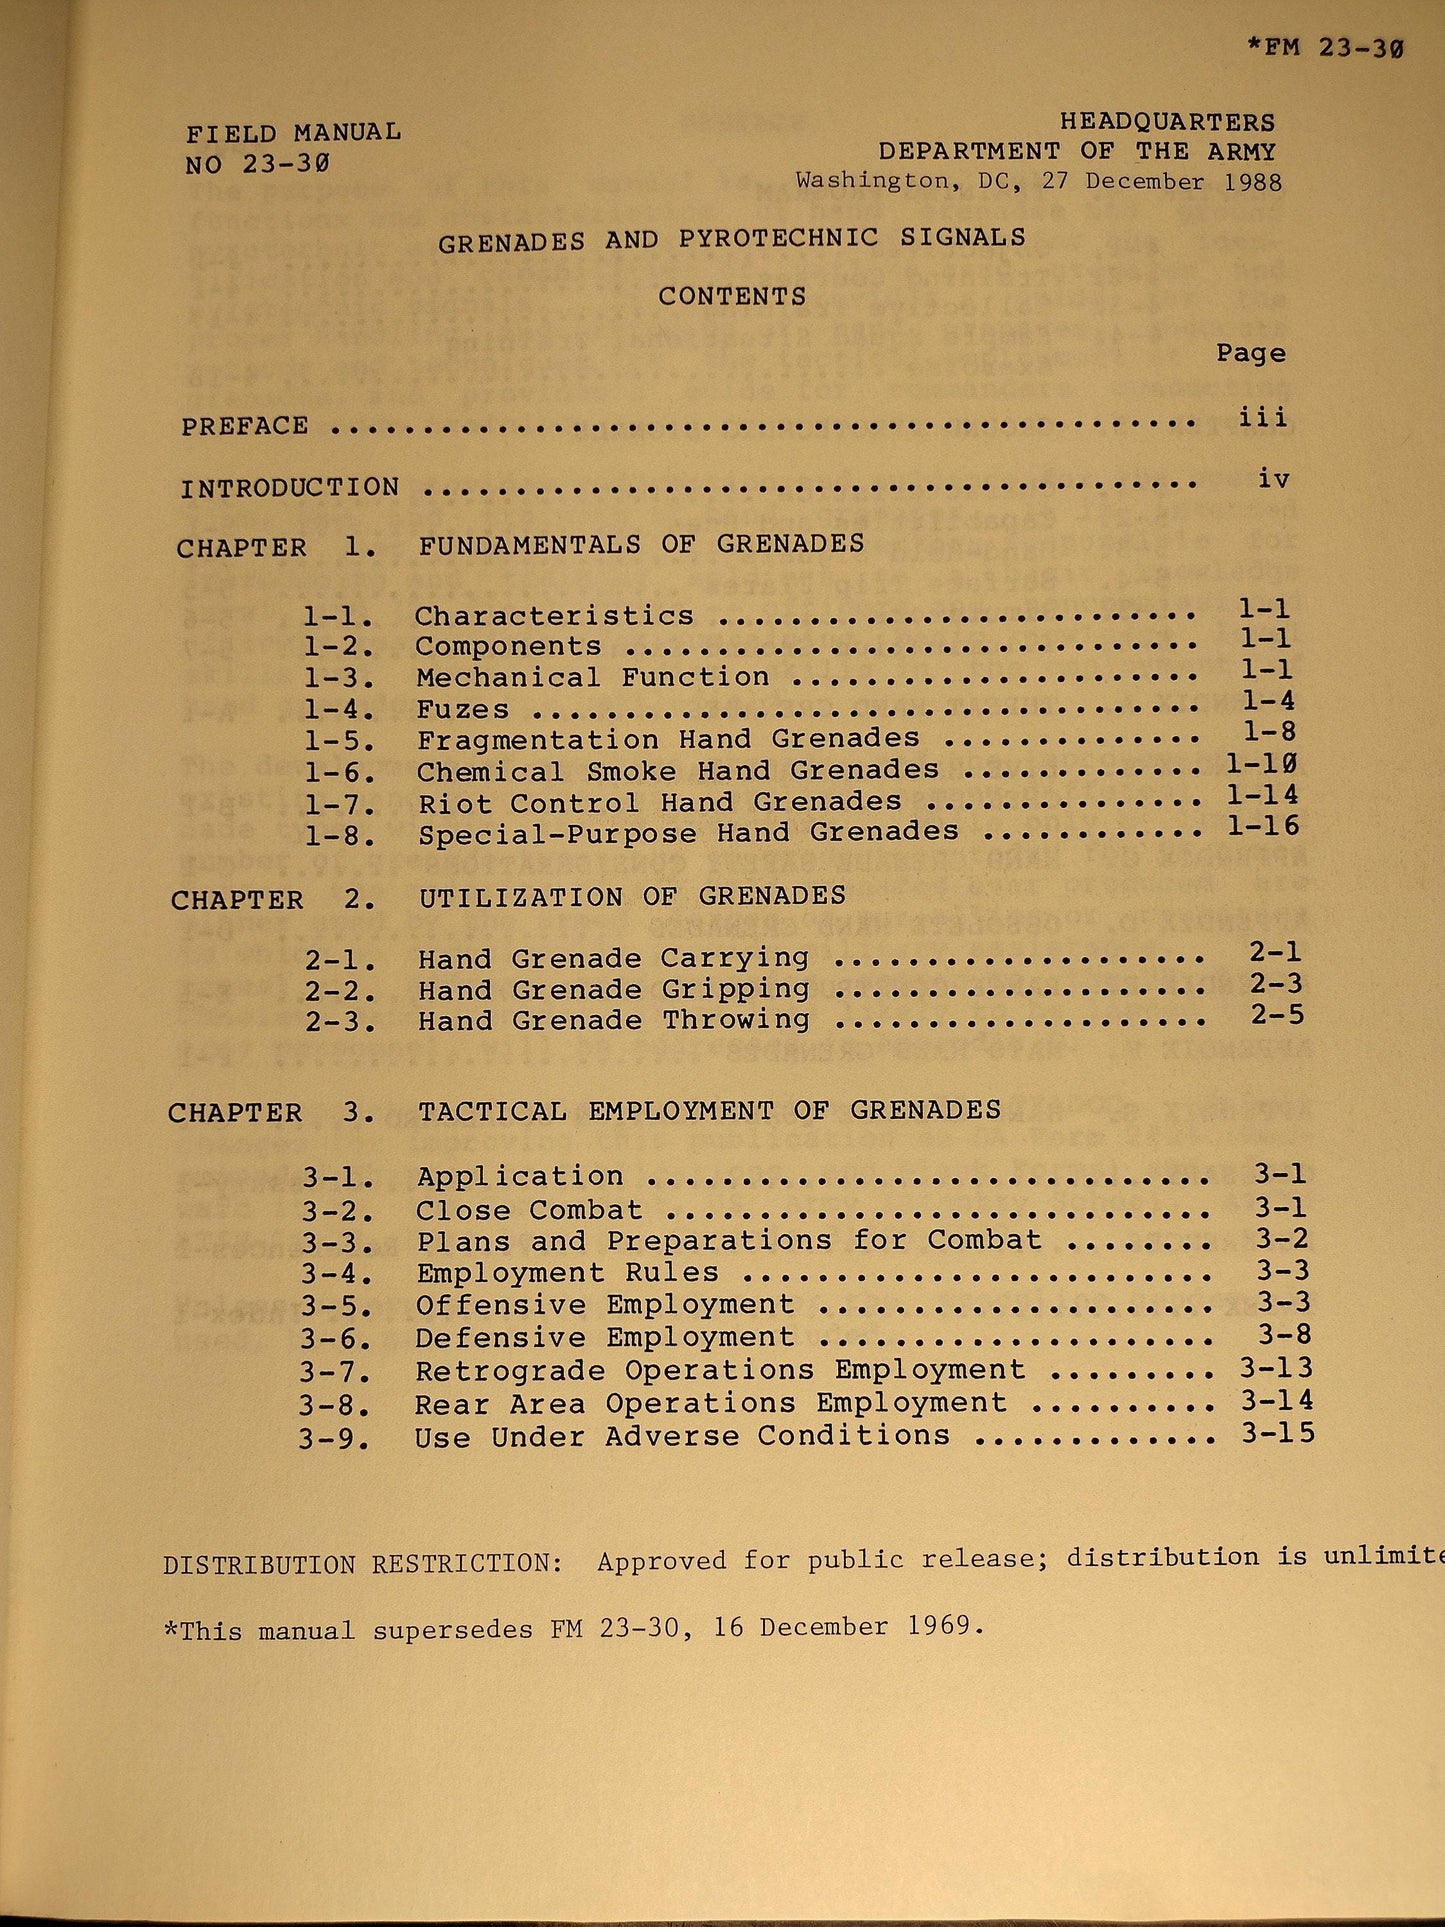 *FM 23-30
FIELD MANUAL
NO 23-30
HEADQUARTERS
DEPARTMENT OF THE ARMY
Washington, DC, 27 December 1988
GRENADES AND PYROTECHNIC SIGNALS
CONTENTS
Page
PREFACE ............................................... iii
INTRODUCTION .......................................... iv
CHAPTER 1. FUNDAMENTALS OF GRENADES
1-1. Characteristics .......................... 1-1
1-2. Components ............................... 1-1
1-3. Mechanical Function ...................... 1-1
1-4. Fuzes .................................... 1-4
1-5. Fragmentation Hand Grenades .............. 1-8
1-6. Chemical Smoke Hand Grenades ............. 1-10
1-7. Riot Control Hand Grenades ............... 1-14
1-8. Special-Purpose Hand Grenades ............ 1-16
CHAPTER 2. UTILIZATION OF GRENADES
2-1. Hand Grenade Carrying .................... 2-1
2-2. Hand Grenade Gripping .................... 2-3
2-3. Hand Grenade Throwing .................... 2-5
CHAPTER 3. TACTICAL EMPLOYMENT OF GRENADES
3-1. Application .............................. 3-1
3-2. Close Combat ............................. 3-1
3-3. Plans and Preparations for Combat ........ 3-2
3-4. Employment Rules ......................... 3-3
3-5. Offensive Employment ..................... 3-3
3-6. Defensive Employment ..................... 3-8
3-7. Retrograde Operations Employment ......... 3-13
3-8. Rear Area Operations Employment .......... 3-14
3-9. Use Under Adverse Conditions ............. 3-15
DISTRIBUTION RESTRICTION: Approved for public release; distribution is unlimite
*This manual supersedes FM 23-30, 16 December 1969.